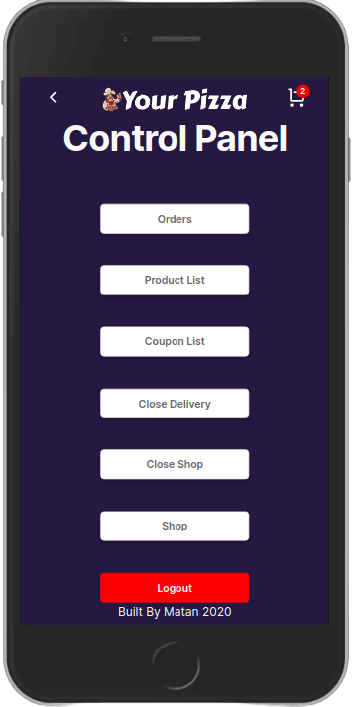 Your Pizza
2
Control Panel
Orders
Product List
Coupon List
Close Delivery
Close Shop
Shop
Logout
Built By Matan 2020